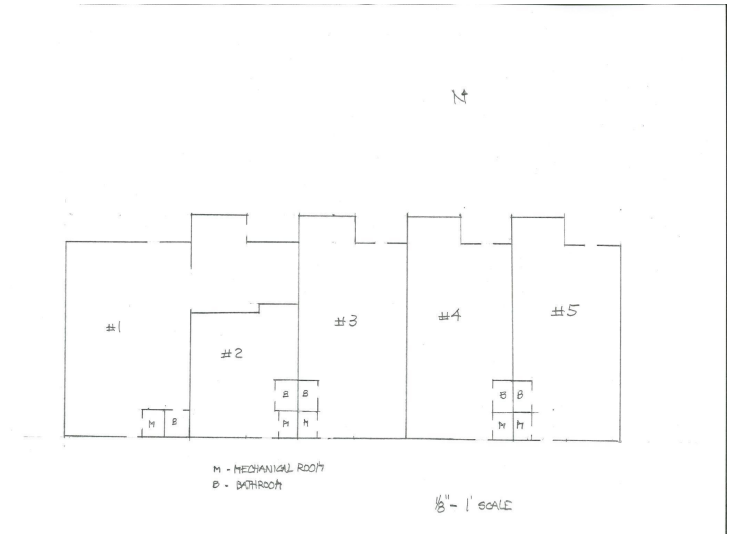 N
#1
#2
#3
#4
#5
B B
B B
M B
M M
M M
M - MECHANICAL ROOM
B - BATHROOM
1/8" - 1' SCALE